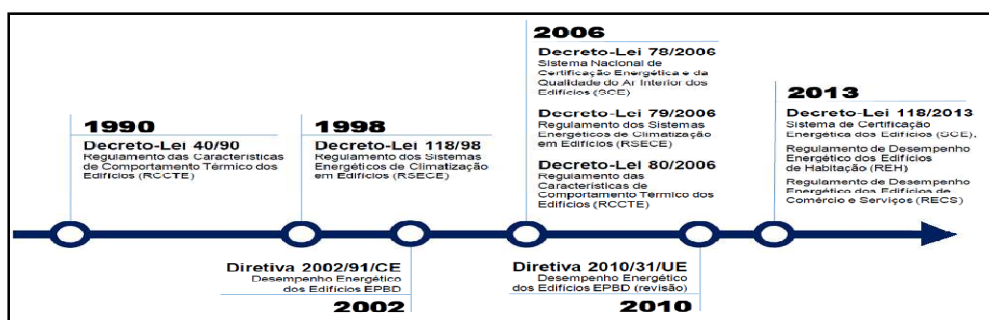 1990
Decreto-Lei 40/90
Regulamento das Características
de Comportamento Térmico dos
Edifícios (RCCTE)
1998
Decreto-Lei 118/98
Regulamento dos Sistemas
Energéticos de Climatização
em Edifícios (RSECE)
Diretiva 2002/91/CE
Desempenho Energético
dos Edifícios EPBD
2002
2006
Decreto-Lei 78/2006
Sistema Nacional de
Certificação Energética e da
Qualidade do Ar Interior dos
Edifícios (SCE)
Decreto-Lei 79/2006
Regulamento dos Sistemas
Energéticos de Climatização
em Edifícios (RSECE)
Decreto-Lei 80/2006
Regulamento das
Características de
Comportamento Térmico dos
Edifícios (RCCTE)
Diretiva 2010/31/UE
Desempenho Energético
dos Edifícios EPBD (revisão)
2010
2013
Decreto-Lei 118/2013
Sistema de Certificação
Energética dos Edifícios (SCE),
Regulamento de Desempenho
Energético dos Edifícios
de Habitação (REH)
Regulamento de Desempenho
Energético dos Edifícios de
Comércio e Serviços (RECS)